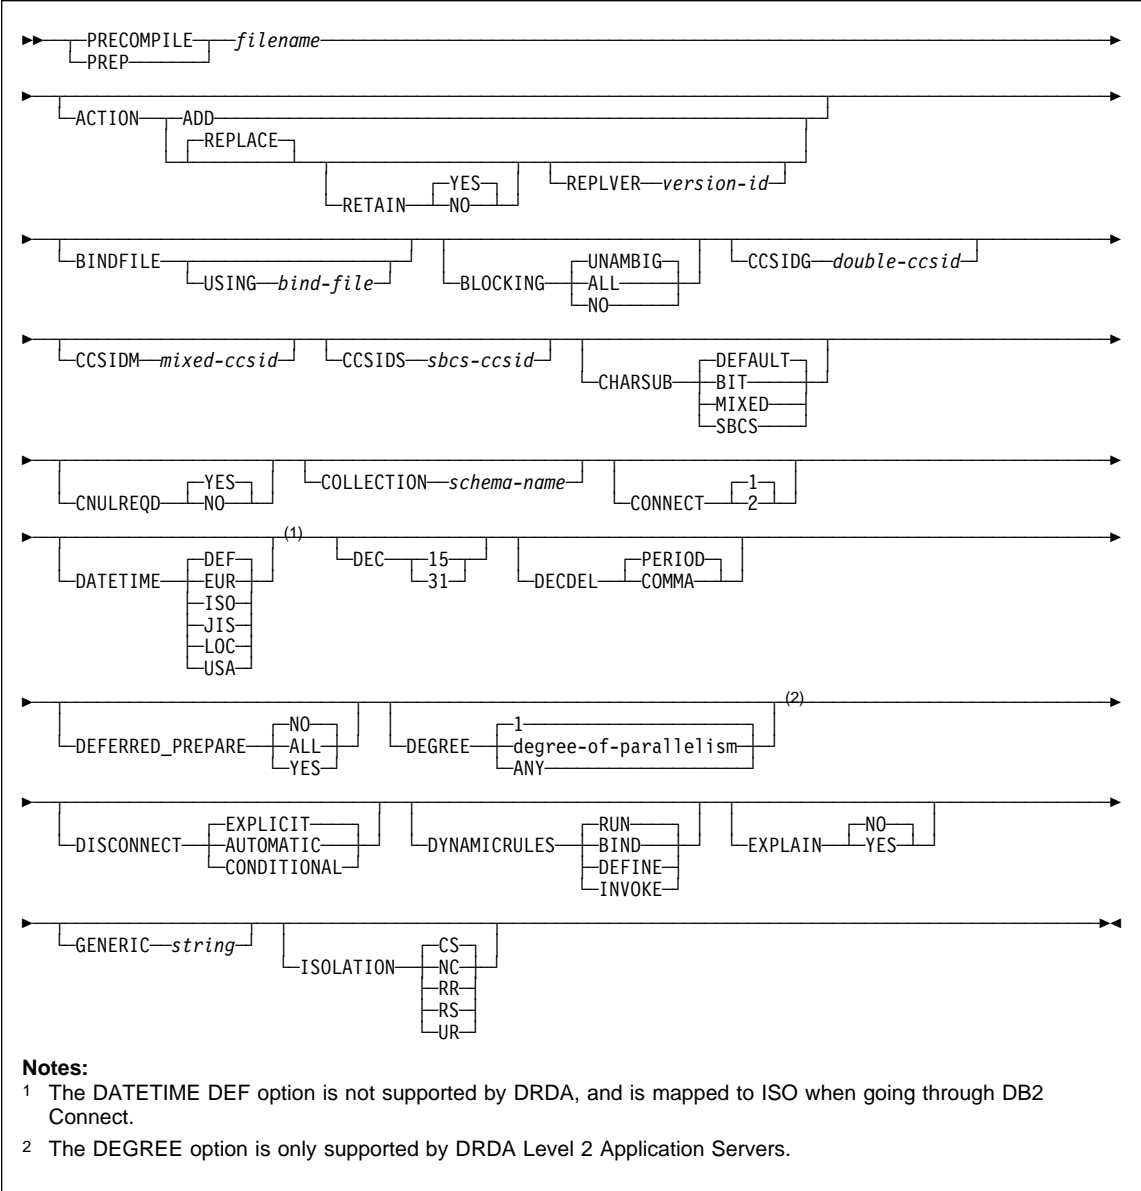 PRECOMPILE filename
PREP
ACTION ADD
REPLACE
YES REPLVER version-id
RETAIN NO
BINDFILE UNAMBIG CCSIDG double-ccsid
USING bind-file BLOCKING ALL
NO
CCSIDM mixed-ccsid CCSIDS sbcs-ccsid DEFAULT
CHARSUB BIT
MIXED
SBCS
YES COLLECTION schema-name 1
CNULREQD NO CONNECT 2
(1)
DEF DEC 15 PERIOD
DATETIME EUR 31 DECDEL COMMA
ISO
JIS
LOC
USA
(2)
NO 1
DEFERRED_PREPARE ALL DEGREE degree-of-parallelism
YES ANY
EXPLICIT RUN NO
DISCONNECT AUTOMATIC DYNAMICRULES BIND EXPLAIN YES
CONDITIONAL DEFINE
INVOKE
GENERIC string CS
ISOLATION NC
RR
RS
UR
Notes:
1 The DATETIME DEF option is not supported by DRDA, and is mapped to ISO when going through DB2
Connect.
2 The DEGREE option is only supported by DRDA Level 2 Application Servers.